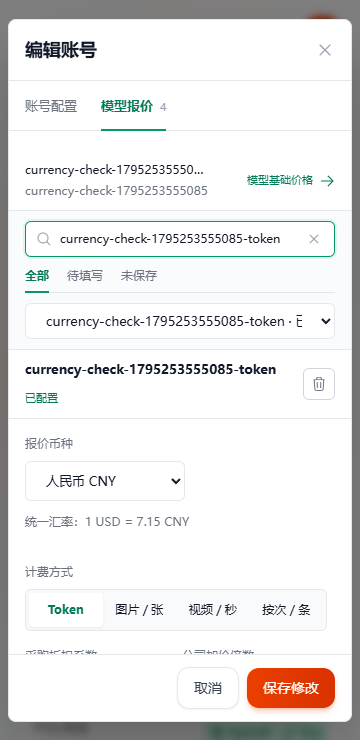 编辑账号
账号配置 模型报价 4
currency-check-1795253550...
currency-check-1795253555085
模型基础价格
currency-check-1795253555085-token
全部 待填写 未保存
currency-check-1795253555085-token · 已
currency-check-1795253555085-token
已配置
报价币种
人民币 CNY
统一汇率：1 USD = 7.15 CNY
计费方式
Token 图片 / 张 视频 / 秒 按次 / 条
取消 保存修改